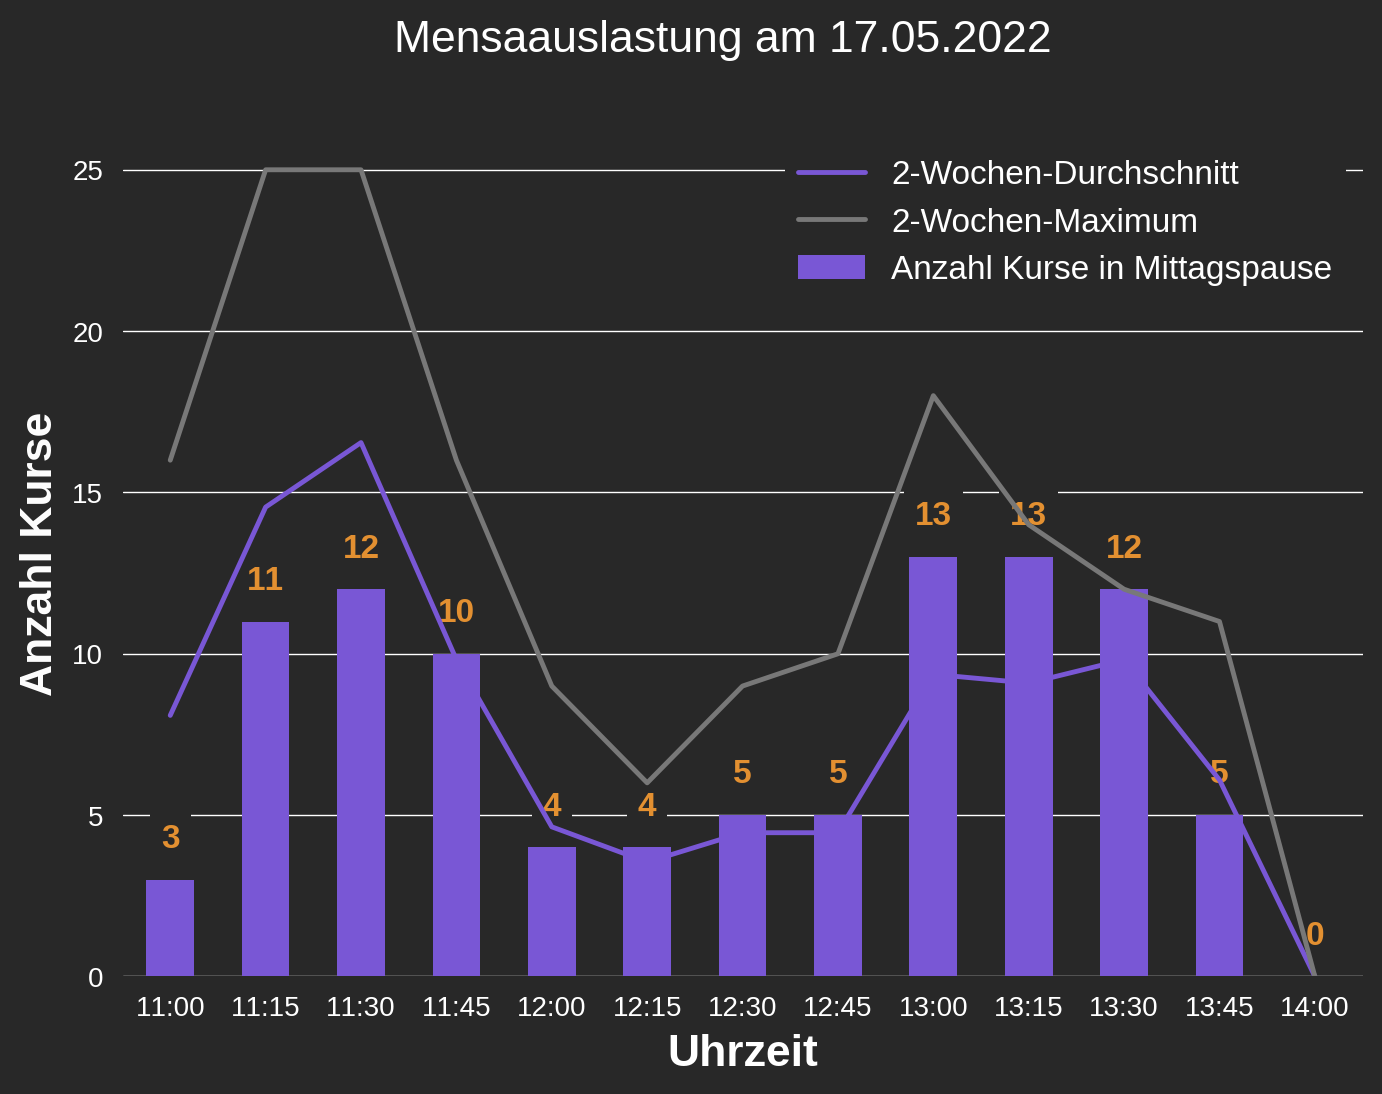 Mensaauslastung am 17.05.2022
2-Wochen-Durchschnitt
2-Wochen-Maximum
Anzahl Kurse in Mittagspause
Anzahl Kurse
25
20
15
10
5
0
3
11
12
10
4
4
5
5
13
13
12
5
0
11:00 11:15 11:30 11:45 12:00 12:15 12:30 12:45 13:00 13:15 13:30 13:45 14:00
Uhrzeit